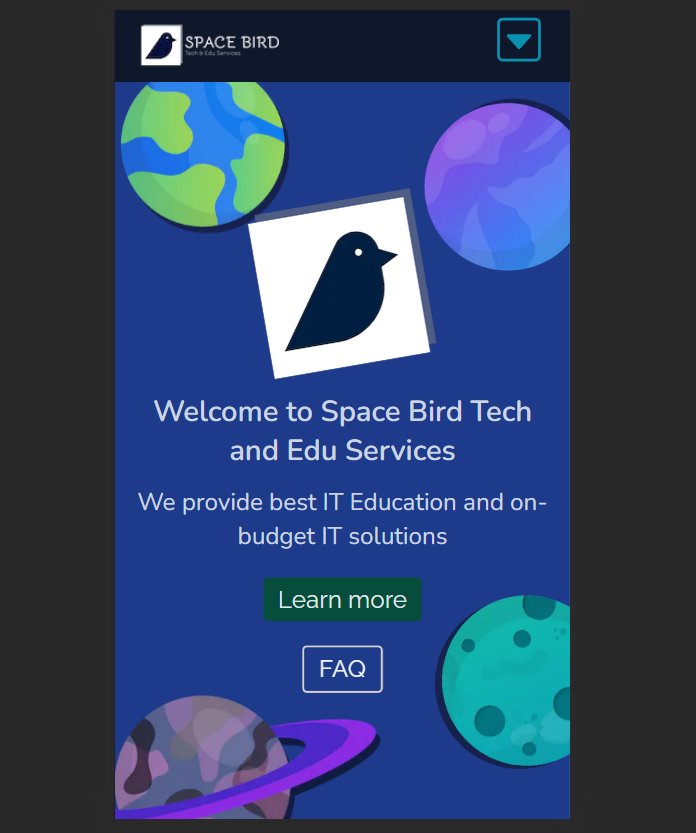 SPACE BIRD
Tech & Edu Services
Welcome to Space Bird Tech
and Edu Services
We provide best IT Education and on-
budget IT solutions
Learn more
FAQ